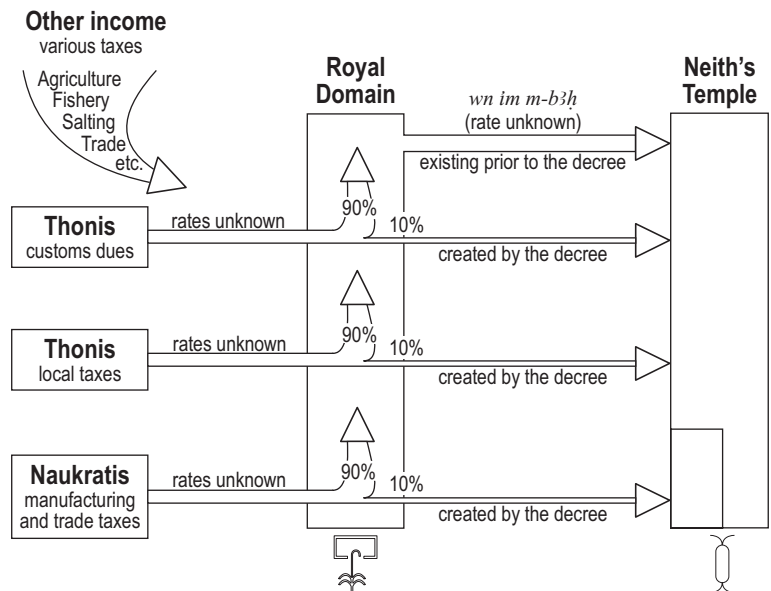 Other income
various taxes
Agriculture
Fishery
Salting
Trade
etc.
Royal
Domain
Neith’s
Temple
wn im m-bꜣḥ
(rate unknown)
existing prior to the decree
Thonis
customs dues
rates unknown
90%
10%
created by the decree
Thonis
local taxes
rates unknown
90%
10%
created by the decree
Naukratis
manufacturing
and trade taxes
rates unknown
90%
10%
created by the decree